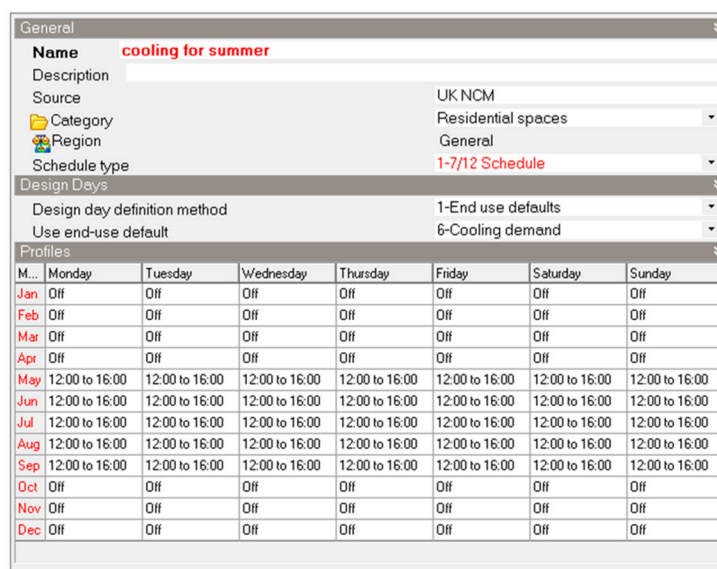 General
Name cooling for summer
Description
Source UK NCM
Category Residential spaces
Region General
Schedule type 1-7/12 Schedule
Design Days
Design day definition method 1-End use defaults
Use end-use default 6-Cooling demand
Profiles
M... Monday Tuesday Wednesday Thursday Friday Saturday Sunday
Jan Off Off Off Off Off Off Off
Feb Off Off Off Off Off Off Off
Mar Off Off Off Off Off Off Off
Apr Off Off Off Off Off Off Off
May 12:00 to 16:00 12:00 to 16:00 12:00 to 16:00 12:00 to 16:00 12:00 to 16:00 12:00 to 16:00 12:00 to 16:00
Jun 12:00 to 16:00 12:00 to 16:00 12:00 to 16:00 12:00 to 16:00 12:00 to 16:00 12:00 to 16:00 12:00 to 16:00
Jul 12:00 to 16:00 12:00 to 16:00 12:00 to 16:00 12:00 to 16:00 12:00 to 16:00 12:00 to 16:00 12:00 to 16:00
Aug 12:00 to 16:00 12:00 to 16:00 12:00 to 16:00 12:00 to 16:00 12:00 to 16:00 12:00 to 16:00 12:00 to 16:00
Sep 12:00 to 16:00 12:00 to 16:00 12:00 to 16:00 12:00 to 16:00 12:00 to 16:00 12:00 to 16:00 12:00 to 16:00
Oct Off Off Off Off Off Off Off
Nov Off Off Off Off Off Off Off
Dec Off Off Off Off Off Off Off